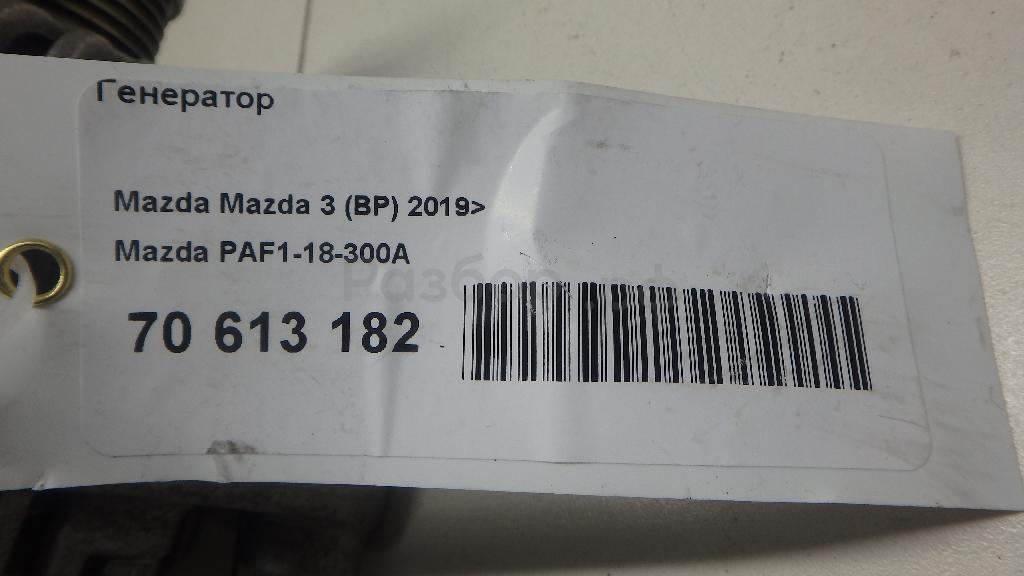 Генератор
Mazda Mazda 3 (BP) 2019>
Mazda PAF1-18-300A
70 613 182